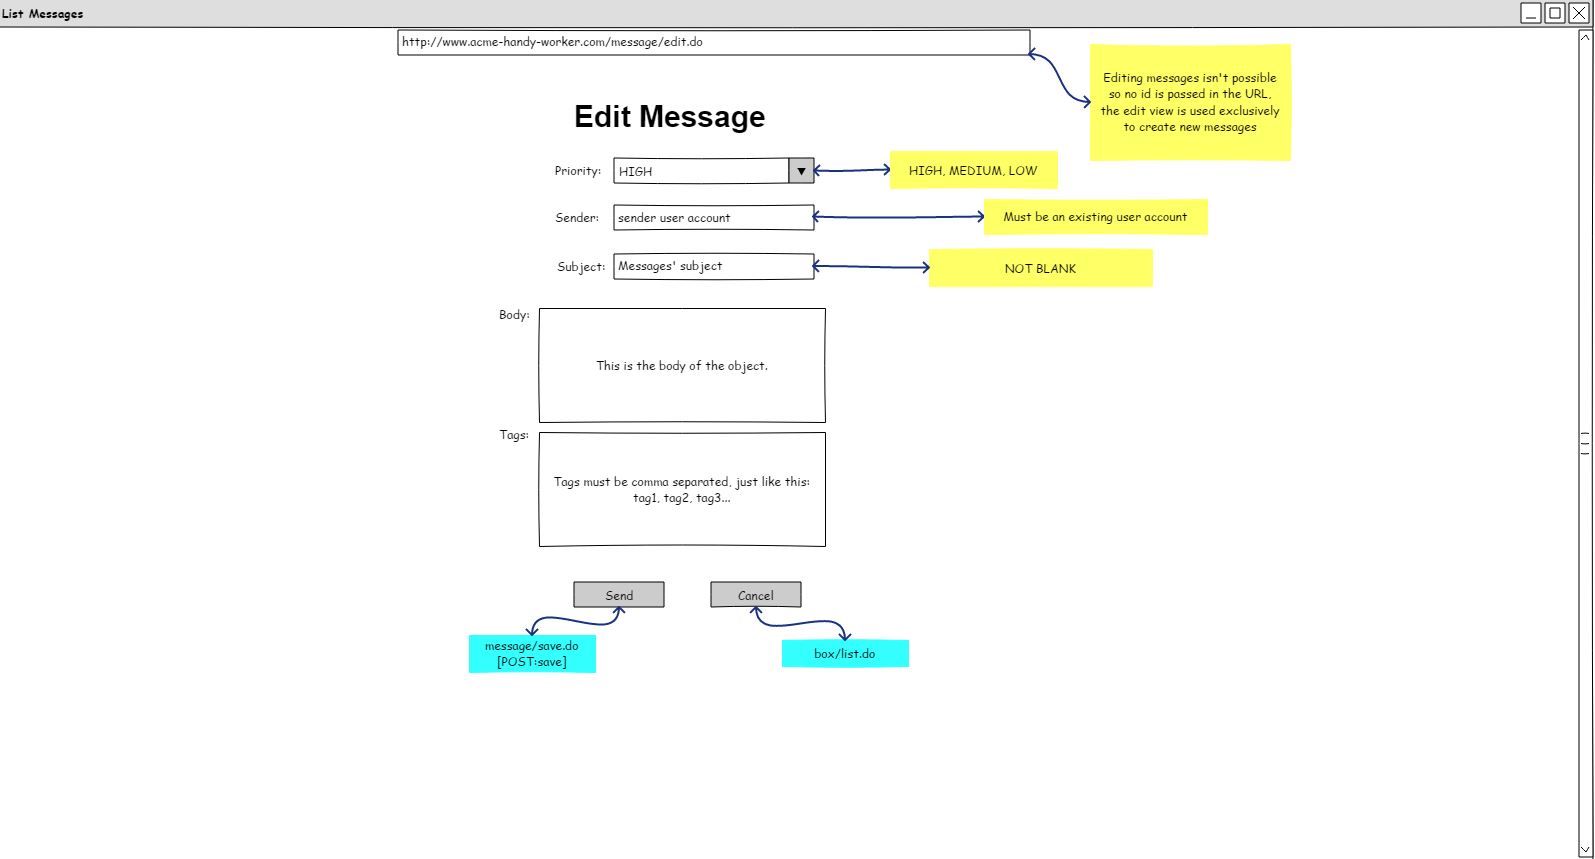 List Messages
http://www.acme-handy-worker.com/message/edit.do
Editing messages isn't possible
so no id is passed in the URL,
the edit view is used exclusively
to create new messages
Edit Message
Priority: HIGH ▼ HIGH, MEDIUM, LOW
Sender: sender user account Must be an existing user account
Subject: Messages' subject NOT BLANK
Body:
This is the body of the object.
Tags:
Tags must be comma separated, just like this:
tag1, tag2, tag3...
Send Cancel
message/save.do
[POST:save]
box/list.do